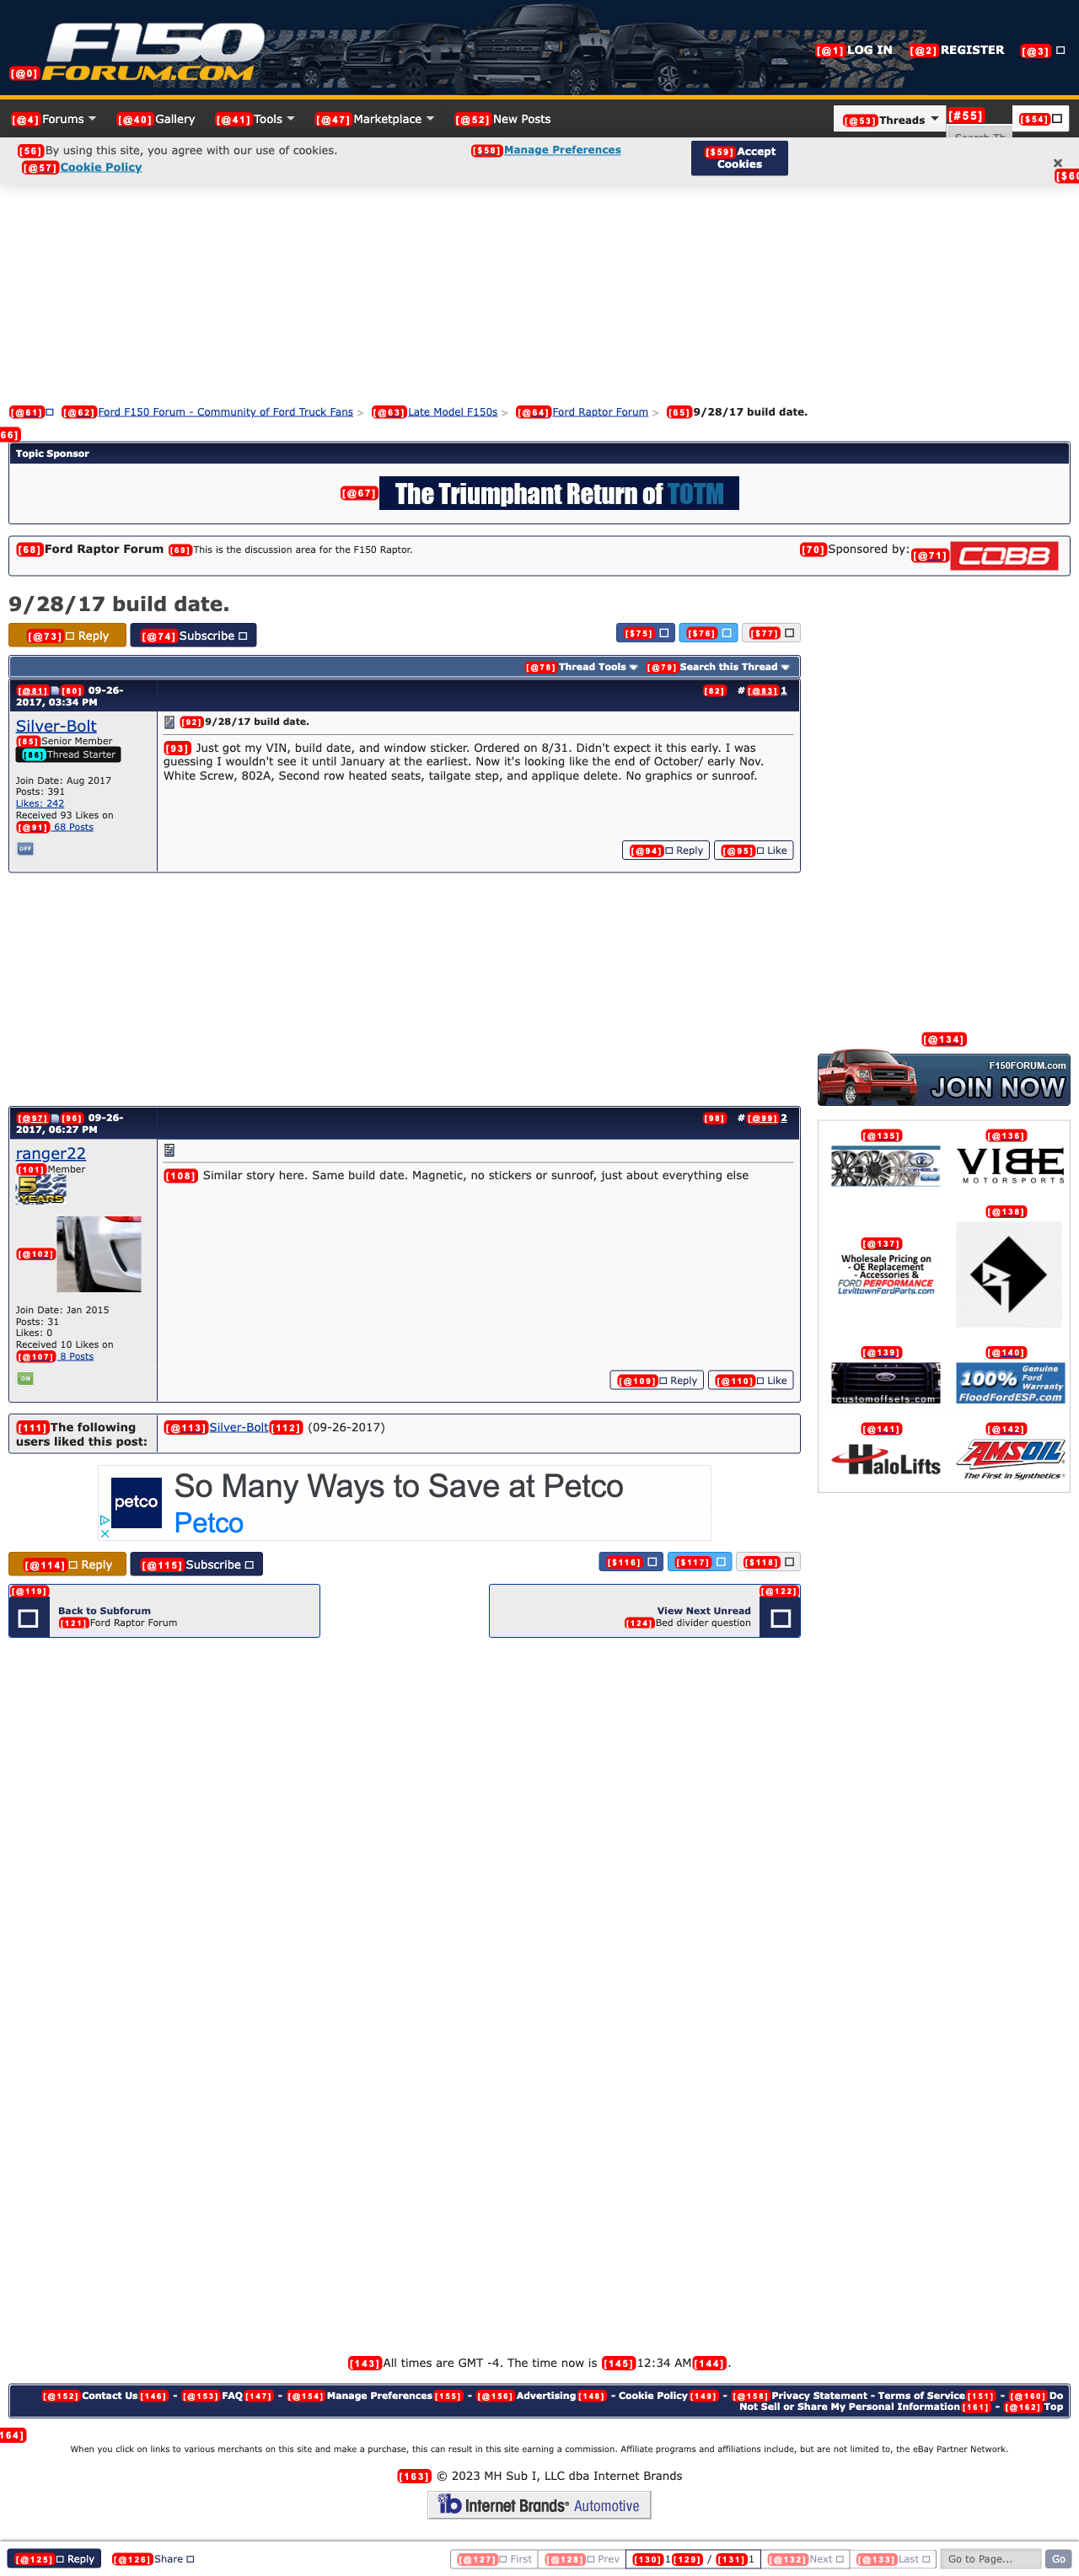 F150
FORUM.COM
[@0]
[@1] LOG IN [@2] REGISTER [@3]
[@4] Forums [@40] Gallery [@41] Tools [@47] Marketplace [@52] New Posts [@53] Threads [#55] [$54]
[56] By using this site, you agree with our use of cookies. [$58] Manage Preferences [$59] Accept Cookies
[@57] Cookie Policy
[@61] [@62] Ford F150 Forum - Community of Ford Truck Fans > [@63] Late Model F150s > [@64] Ford Raptor Forum > [65] 9/28/17 build date.
66]
Topic Sponsor
[@67] The Triumphant Return of TOTM
[68] Ford Raptor Forum [69] This is the discussion area for the F150 Raptor.
[70] Sponsored by: [@71] COBB
9/28/17 build date.
[@73] Reply [@74] Subscribe [$75] [$76] [$77]
[@78] Thread Tools [@79] Search this Thread
[@81] [80] 09-26-
2017, 03:34 PM
[82] # [@83] 1
Silver-Bolt
[85] Senior Member
[86] Thread Starter
Join Date: Aug 2017
Posts: 391
Likes: 242
Received 93 Likes on
[@91] 68 Posts
OFF
[92] 9/28/17 build date.
[93] Just got my VIN, build date, and window sticker. Ordered on 8/31. Didn't expect it this early. I was
guessing I wouldn't see it until January at the earliest. Now it's looking like the end of October/ early Nov.
White Screw, 802A, Second row heated seats, tailgate step, and applique delete. No graphics or sunroof.
[@94] Reply [@95] Like
[@134]
F150FORUM.com
JOIN NOW
[@97] [96] 09-26-
2017, 06:27 PM
[98] # [@99] 2
ranger22
[101] Member
5
YEARS
[@102]
Join Date: Jan 2015
Posts: 31
Likes: 0
Received 10 Likes on
[@107] 8 Posts
ON
[108] Similar story here. Same build date. Magnetic, no stickers or sunroof, just about everything else
[@109] Reply [@110] Like
[@135] [@136]
VIBE
MOTORSPORTS
[@137] [@138]
Wholesale Pricing on
- OE Replacement
- Accessories &
FORD PERFORMANCE
LevittownFordParts.com
[@139] [@140]
customoffsets.com
100% Genuine Ford Warranty
FloodFordESP.com
[@141] [@142]
HaloLifts
AMSOIL
The First in Synthetics®
[111] The following
users liked this post:
[@113] Silver-Bolt [112] (09-26-2017)
petco
So Many Ways to Save at Petco
Petco
[@114] Reply [@115] Subscribe [$116] [$117] [$118]
[@119]
Back to Subforum
[121] Ford Raptor Forum
[@122]
View Next Unread
[124] Bed divider question
[143] All times are GMT -4. The time now is [145] 12:34 AM [144] .
[@152] Contact Us [146] - [@153] FAQ [147] - [@154] Manage Preferences [155] - [@156] Advertising [148] - Cookie Policy [149] - [@158] Privacy Statement - Terms of Service [151] - [@160] Do
Not Sell or Share My Personal Information [161] - [@162] Top
164]
When you click on links to various merchants on this site and make a purchase, this can result in this site earning a commission. Affiliate programs and affiliations include, but are not limited to, the eBay Partner Network.
[163] © 2023 MH Sub I, LLC dba Internet Brands
ib Internet Brands® Automotive
[@125] Reply [@126] Share [@127] First [@128] Prev [130] 1 [129] / [131] 1 [@132] Next [@133] Last Go to Page... Go